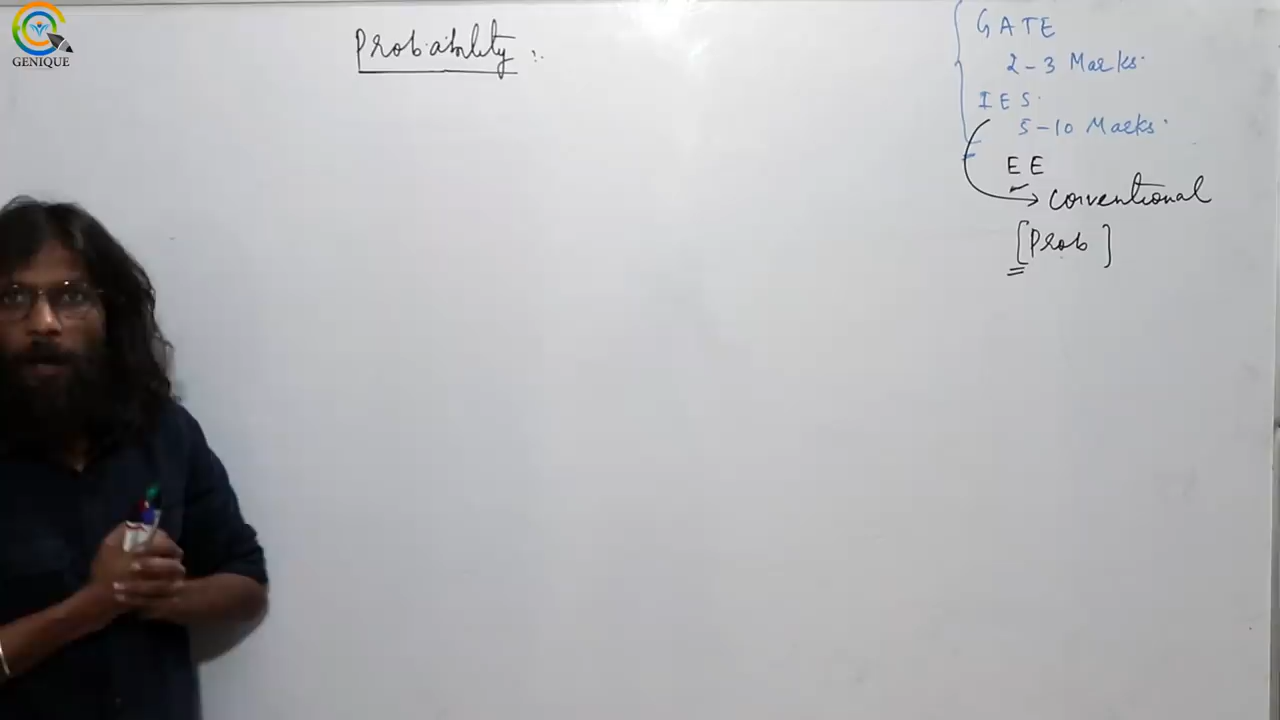 GENIQUE
Probability :.
GATE
2-3 Marks.
IES.
5-10 Marks.
EE
conventional
[Prob]